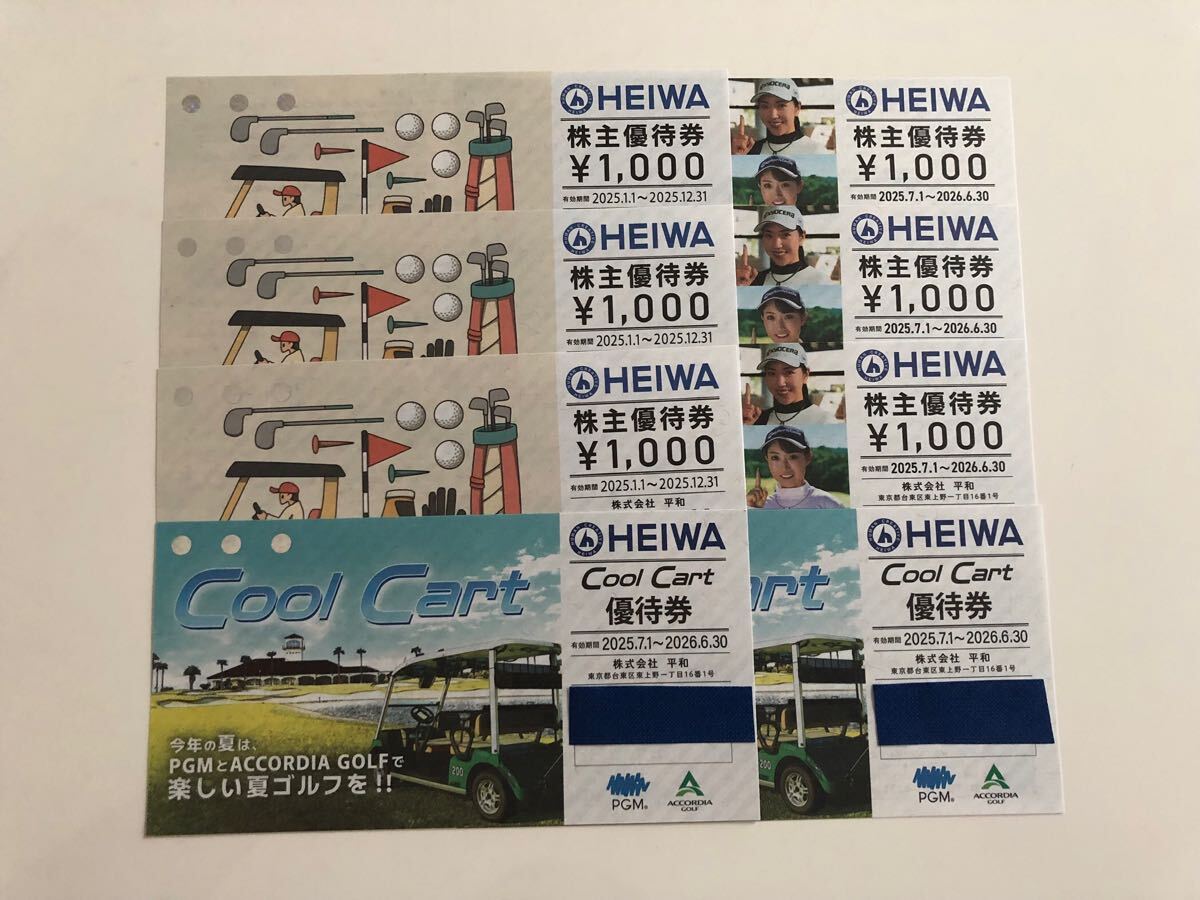 HEIWA
株主優待券
¥1,000
有効期間 2025.1.1〜2025.12.31
HEIWA
株主優待券
¥1,000
有効期間 2025.1.1〜2025.12.31
HEIWA
株主優待券
¥1,000
有効期間 2025.1.1〜2025.12.31
株式会社 平和
KYOCERA
HEIWA
株主優待券
¥1,000
有効期間 2025.7.1〜2026.6.30
KYOCERA
HEIWA
株主優待券
¥1,000
有効期間 2025.7.1〜2026.6.30
KYOCERA
HEIWA
株主優待券
¥1,000
有効期間 2025.7.1〜2026.6.30
株式会社 平和
東京都台東区東上野一丁目16番1号
Cool Cart
今年の夏は、
PGMとACCORDIA GOLFで
楽しい夏ゴルフを!!
200
HEIWA
Cool Cart
優待券
有効期間 2025.7.1〜2026.6.30
株式会社 平和
東京都台東区東上野一丁目16番1号
PGM®
ACCORDIA
GOLF
art
200
HEIWA
Cool Cart
優待券
有効期間 2025.7.1〜2026.6.30
株式会社 平和
東京都台東区東上野一丁目16番1号
PGM®
ACCORDIA
GOLF